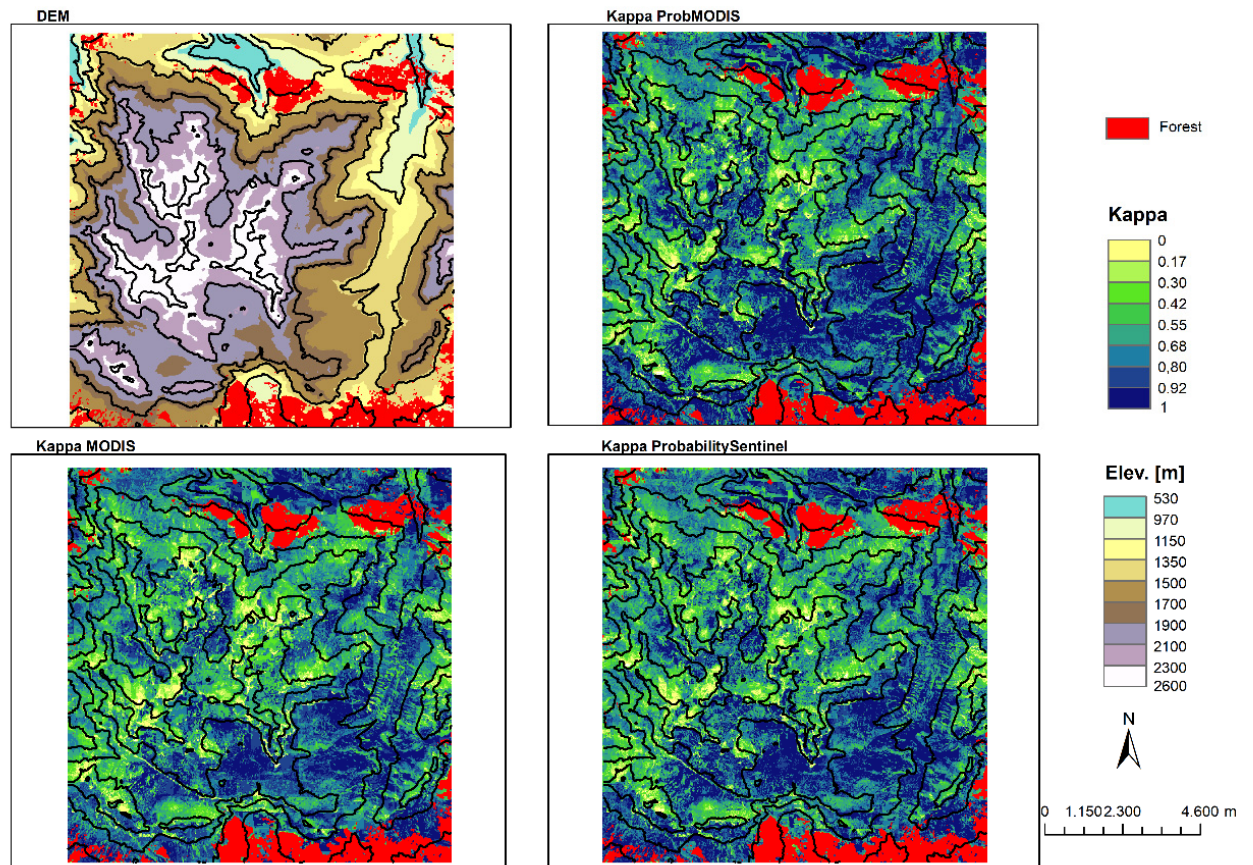 DEM
Kappa ProbMODIS
Forest
Kappa
0
0.17
0.30
0.42
0.55
0.68
0.80
0.92
1
Kappa MODIS
Kappa ProbabilitySentinel
Elev. [m]
530
970
1150
1350
1500
1700
1900
2100
2300
2600
N
0 1.150 2.300 4.600 m